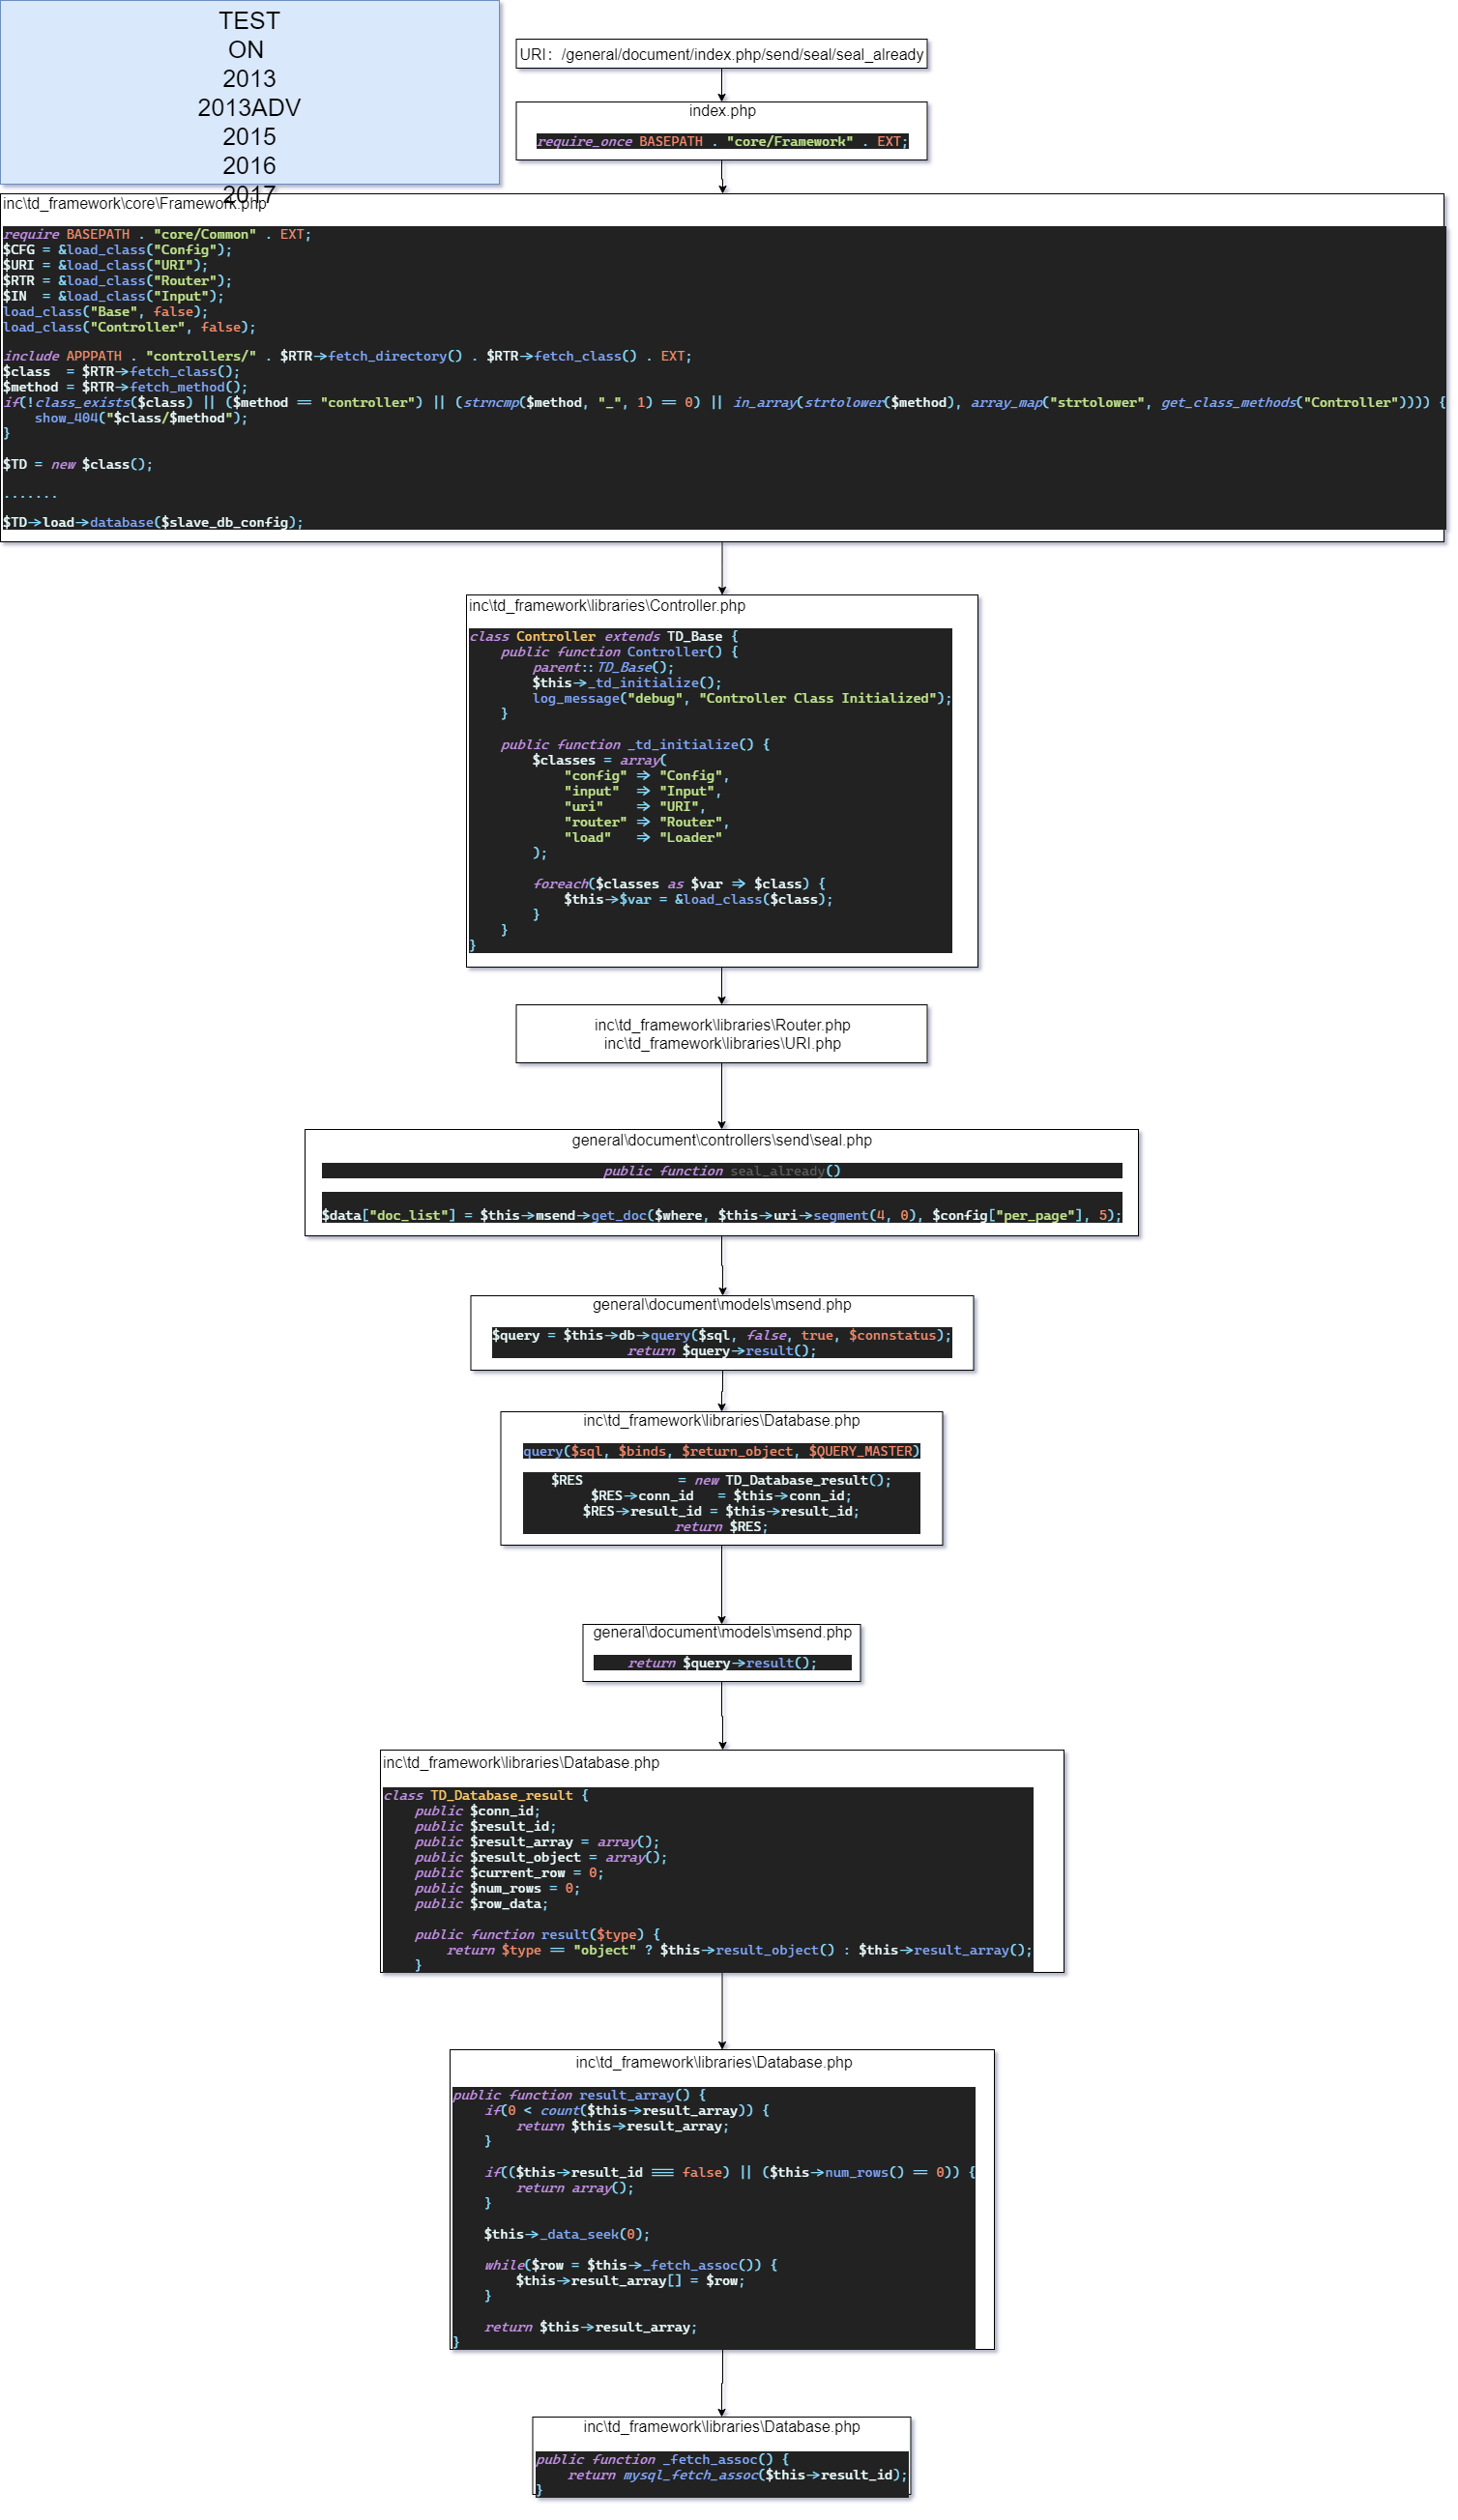 TEST
ON
2013
2013ADV
2015
2016
2017
URI：/general/document/index.php/send/seal/seal_already
index.php
require_once BASEPATH . "core/Framework" . EXT;
inc\td_framework\core\Framework.php
require BASEPATH . "core/Common" . EXT;
$CFG = &load_class("Config");
$URI = &load_class("URI");
$RTR = &load_class("Router");
$IN  = &load_class("Input");
load_class("Base", false);
load_class("Controller", false);
include APPPATH . "controllers/" . $RTR->fetch_directory() . $RTR->fetch_class() . EXT;
$class  = $RTR->fetch_class();
$method = $RTR->fetch_method();
if(!class_exists($class) || ($method == "controller") || (strncmp($method, "_", 1) == 0) || in_array(strtolower($method), array_map("strtolower", get_class_methods("Controller")))) {
    show_404("$class/$method");
}
$TD = new $class();
.......
$TD->load->database($slave_db_config);
inc\td_framework\libraries\Controller.php
class Controller extends TD_Base {
    public function Controller() {
        parent::TD_Base();
        $this->_td_initialize();
        log_message("debug", "Controller Class Initialized");
    }
    public function _td_initialize() {
        $classes = array(
            "config" => "Config",
            "input"  => "Input",
            "uri"    => "URI",
            "router" => "Router",
            "load"   => "Loader"
        );
        foreach($classes as $var => $class) {
            $this->$var = &load_class($class);
        }
    }
}
inc\td_framework\libraries\Router.php
inc\td_framework\libraries\URI.php
general\document\controllers\send\seal.php
public function seal_already()
$data["doc_list"] = $this->msend->get_doc($where, $this->uri->segment(4, 0), $config["per_page"], 5);
general\document\models\msend.php
$query = $this->db->query($sql, false, true, $connstatus);
return $query->result();
inc\td_framework\libraries\Database.php
query($sql, $binds, $return_object, $QUERY_MASTER)
$RES            = new TD_Database_result();
$RES->conn_id   = $this->conn_id;
$RES->result_id = $this->result_id;
return $RES;
general\document\models\msend.php
return $query->result();
inc\td_framework\libraries\Database.php
class TD_Database_result {
    public $conn_id;
    public $result_id;
    public $result_array = array();
    public $result_object = array();
    public $current_row = 0;
    public $num_rows = 0;
    public $row_data;
    public function result($type) {
        return $type == "object" ? $this->result_object() : $this->result_array();
    }
inc\td_framework\libraries\Database.php
public function result_array() {
    if(0 < count($this->result_array)) {
        return $this->result_array;
    }
    if(($this->result_id === false) || ($this->num_rows() == 0)) {
        return array();
    }
    $this->_data_seek(0);
    while($row = $this->_fetch_assoc()) {
        $this->result_array[] = $row;
    }
    return $this->result_array;
}
inc\td_framework\libraries\Database.php
public function _fetch_assoc() {
    return mysql_fetch_assoc($this->result_id);
}